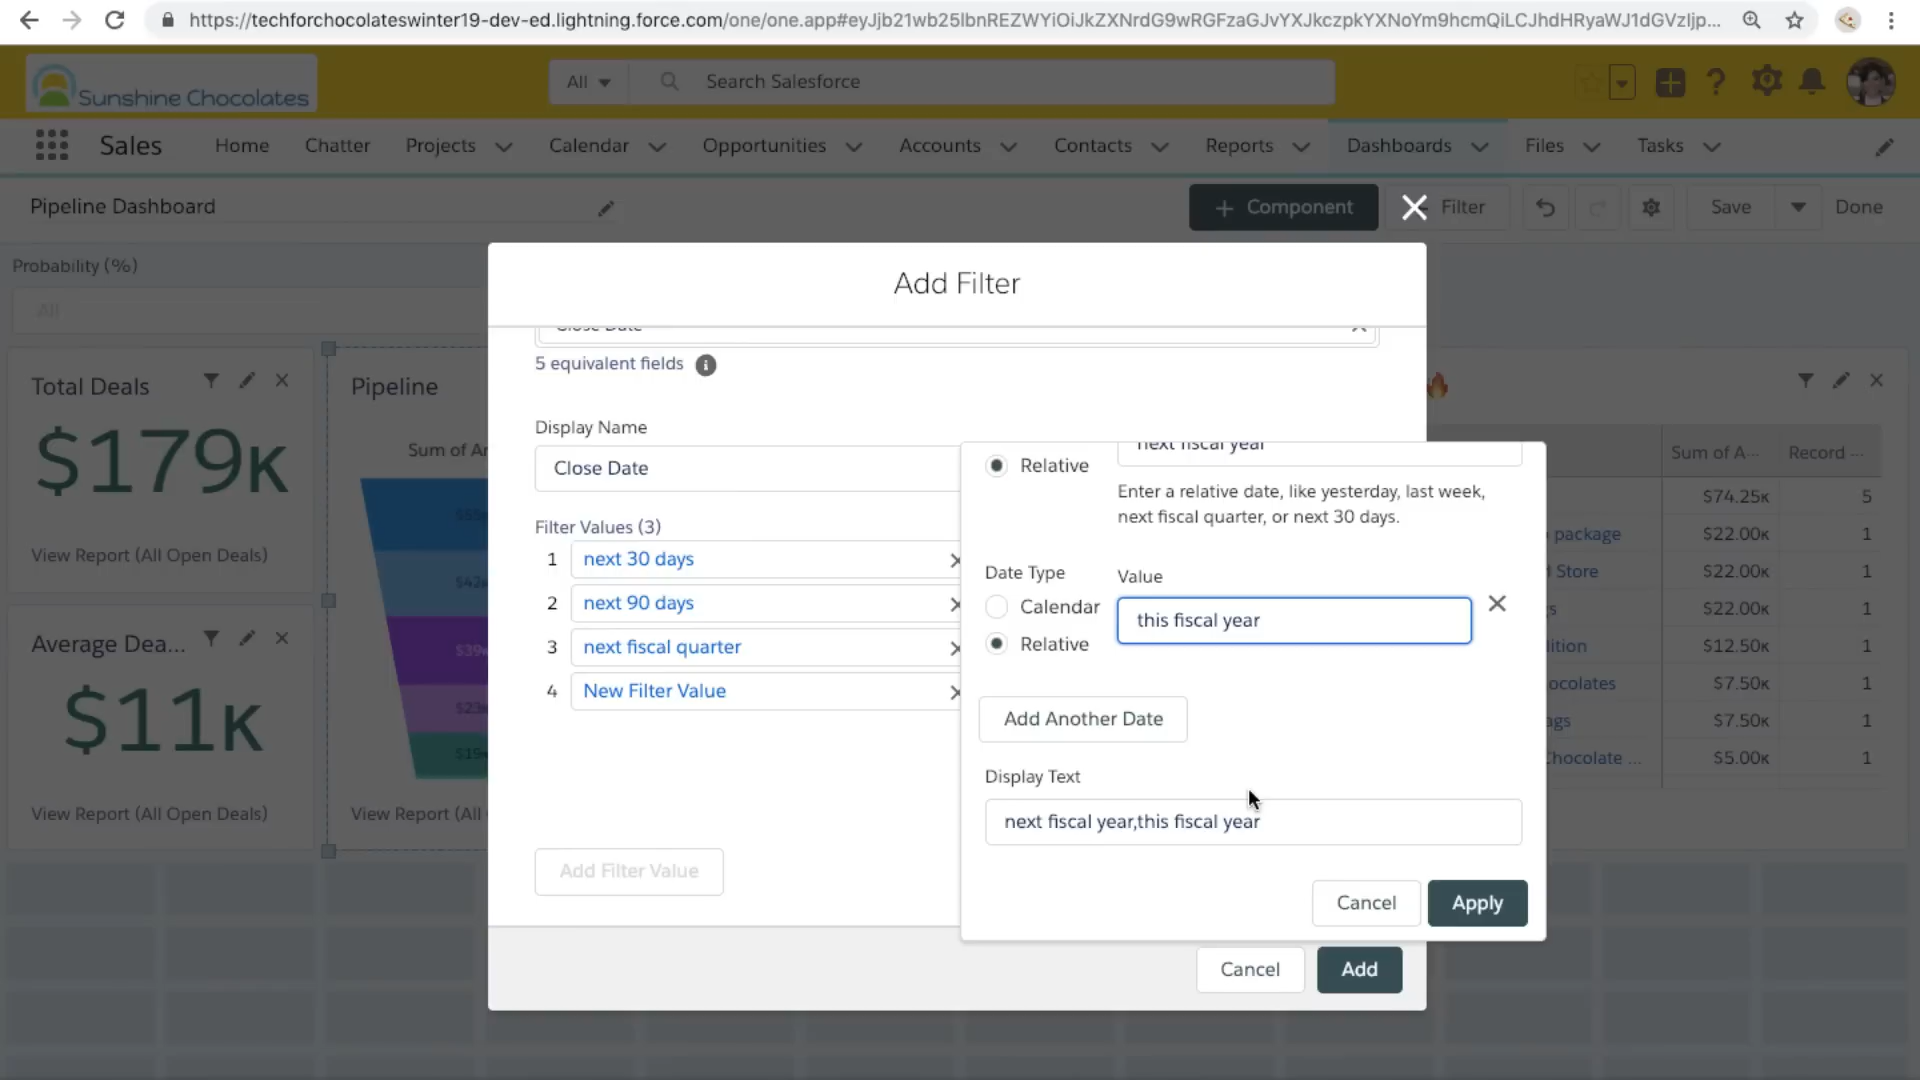 https://techforchocolateswinter19-dev-ed.lightning.force.com/one/one.app#eyJjb21wb25lbnREZWYiOiJkZXNrdG9wRGFzaGJvYXJkczpkYXNoYm9hcmQiLCJhdHRyaWJ1dGVzIjp...
Sunshine Chocolates
All
Search Salesforce
Sales
Home
Chatter
Projects
Calendar
Opportunities
Accounts
Contacts
Reports
Dashboards
Files
Tasks
Pipeline Dashboard
+ Component
Filter
Save
Done
Probability (%)
All
Add Filter
Close Date
5 equivalent fields
Display Name
Close Date
Filter Values (3)
1 next 30 days
2 next 90 days
3 next fiscal quarter
4 New Filter Value
Add Filter Value
Cancel
Add
next fiscal year
Relative
Enter a relative date, like yesterday, last week,
next fiscal quarter, or next 30 days.
Date Type
Value
Calendar
this fiscal year
Relative
Add Another Date
Display Text
next fiscal year,this fiscal year
Cancel
Apply
Total Deals
$179K
View Report (All Open Deals)
Average Dea...
$11K
View Report (All Open Deals)
Pipeline
Sum of
View Report (All
Sum of A...
Record ...
$74.25K 5
package $22.00K 1
Store $22.00K 1
$22.00K 1
$12.50K 1
$7.50K 1
$7.50K 1
Chocolate ... $5.00K 1